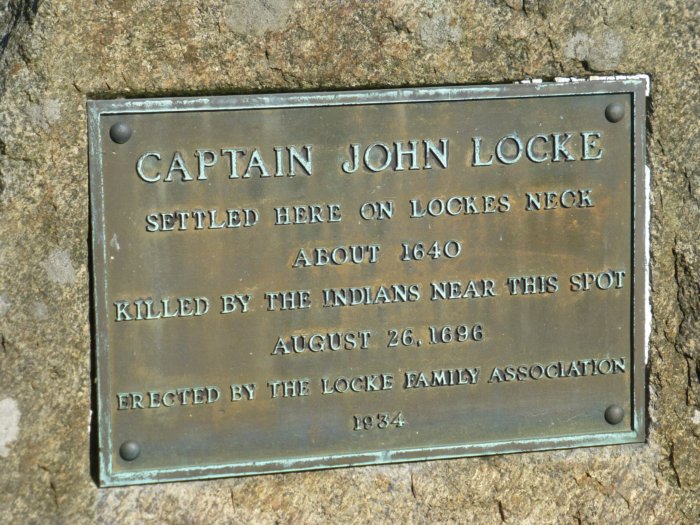 CAPTAIN JOHN LOCKE
SETTLED HERE ON LOCKES NECK
ABOUT 1640
KILLED BY THE INDIANS NEAR THIS SPOT
AUGUST 26, 1696
ERECTED BY THE LOCKE FAMILY ASSOCIATION
1934